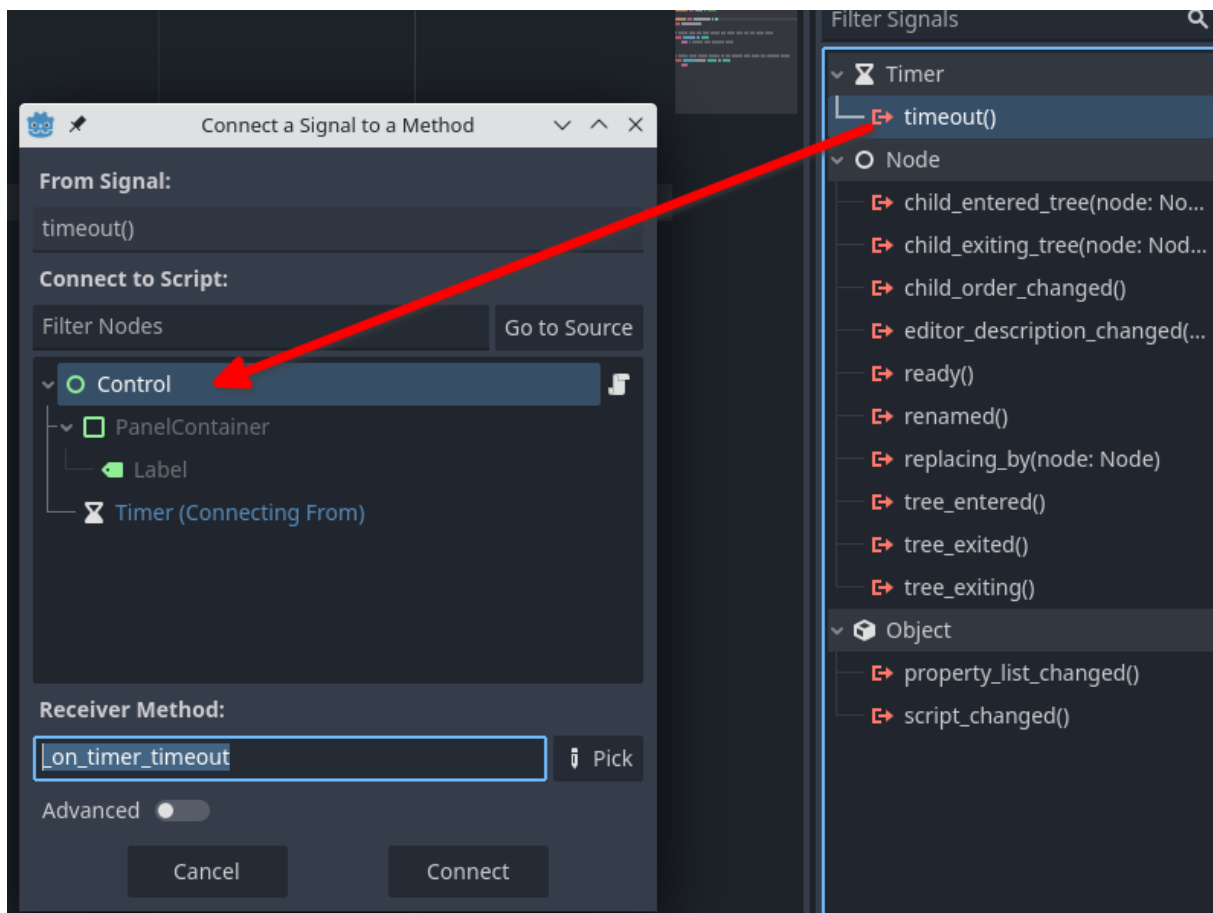 Connect a Signal to a Method
From Signal:
timeout()
Connect to Script:
Filter Nodes
Go to Source
Control
PanelContainer
Label
Timer (Connecting From)
Receiver Method:
_on_timer_timeout
Pick
Advanced
Cancel
Connect
Filter Signals
Timer
timeout()
Node
child_entered_tree(node: No...
child_exiting_tree(node: Nod...
child_order_changed()
editor_description_changed(...
ready()
renamed()
replacing_by(node: Node)
tree_entered()
tree_exited()
tree_exiting()
Object
property_list_changed()
script_changed()